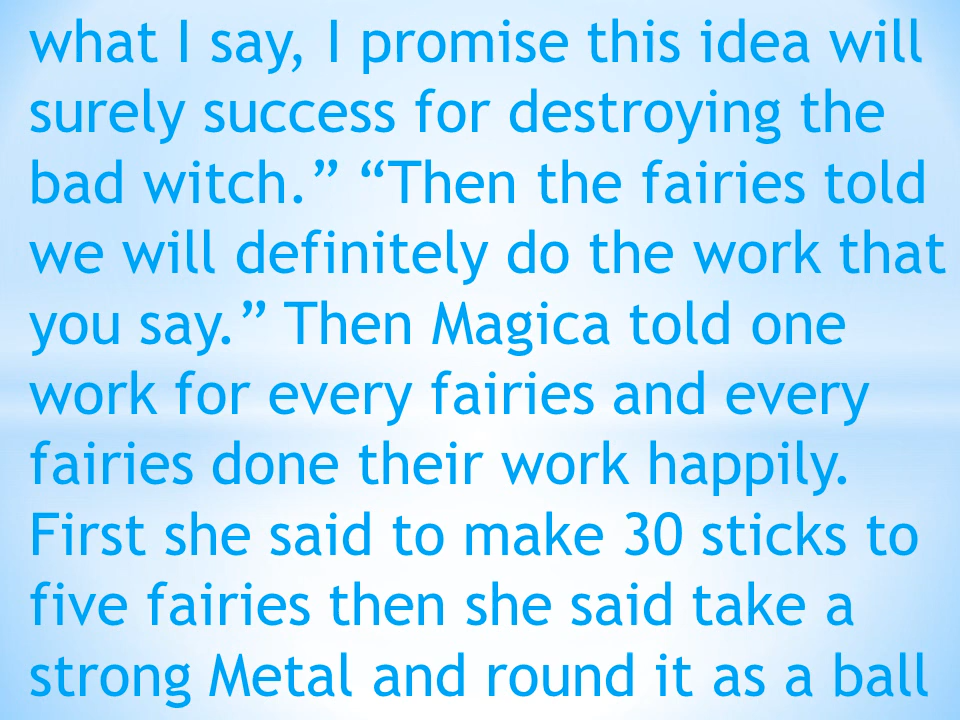 what I say, I promise this idea will
surely success for destroying the
bad witch.” “Then the fairies told
we will definitely do the work that
you say.” Then Magica told one
work for every fairies and every
fairies done their work happily.
First she said to make 30 sticks to
five fairies then she said take a
strong Metal and round it as a ball